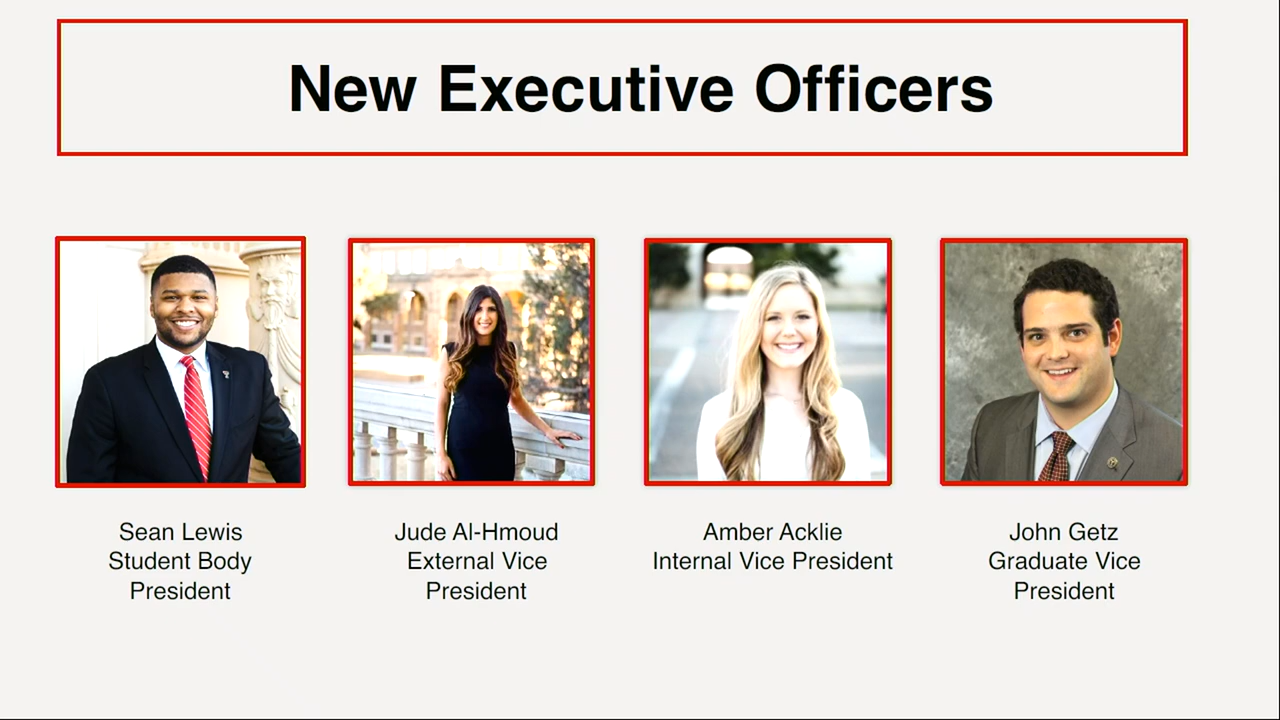 New Executive Officers
Sean Lewis
Student Body
President
Jude Al-Hmoud
External Vice
President
Amber Acklie
Internal Vice President
John Getz
Graduate Vice
President